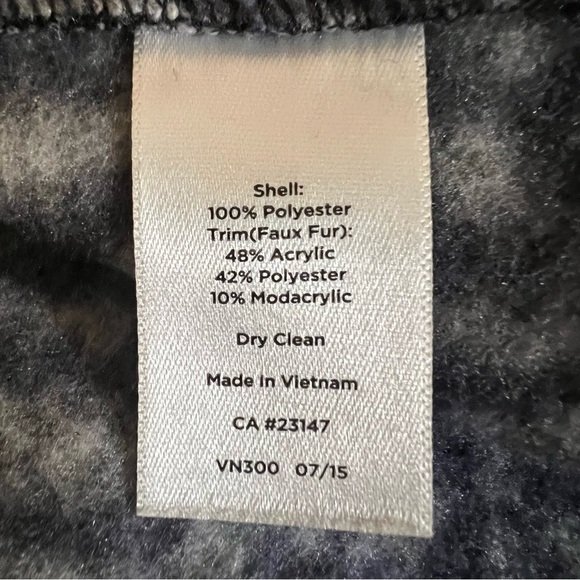 Shell:
100% Polyester
Trim(Faux Fur):
48% Acrylic
42% Polyester
10% Modacrylic
Dry Clean
Made In Vietnam
CA #23147
VN300 07/15